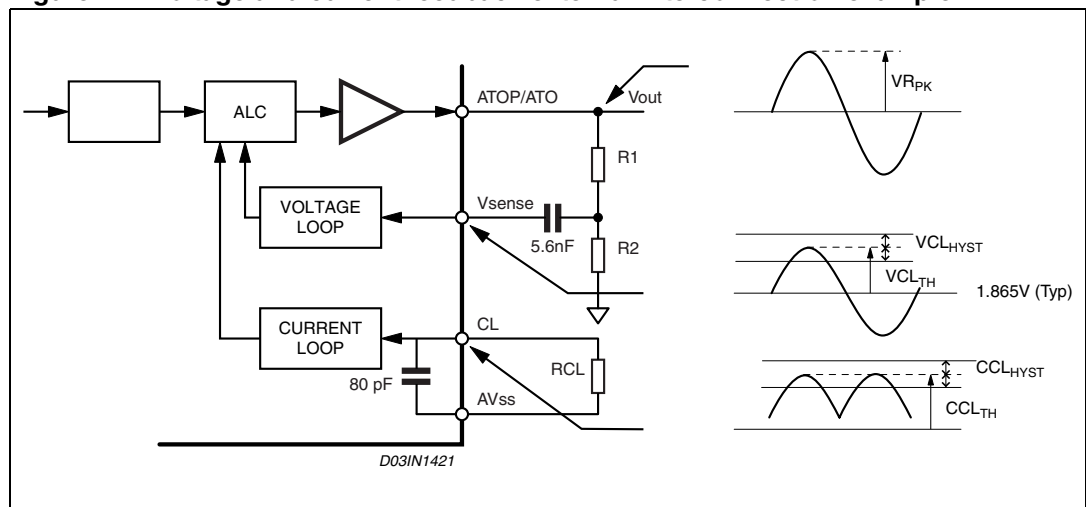 ATOP/ATO
Vout
VR_PK
ALC
R1
VOLTAGE
LOOP
Vsense
5.6nF
R2
VCL_HYST
VCL_TH
1.865V (Typ)
CURRENT
LOOP
CL
80 pF
RCL
AVss
CCL_HYST
CCL_TH
D03IN1421